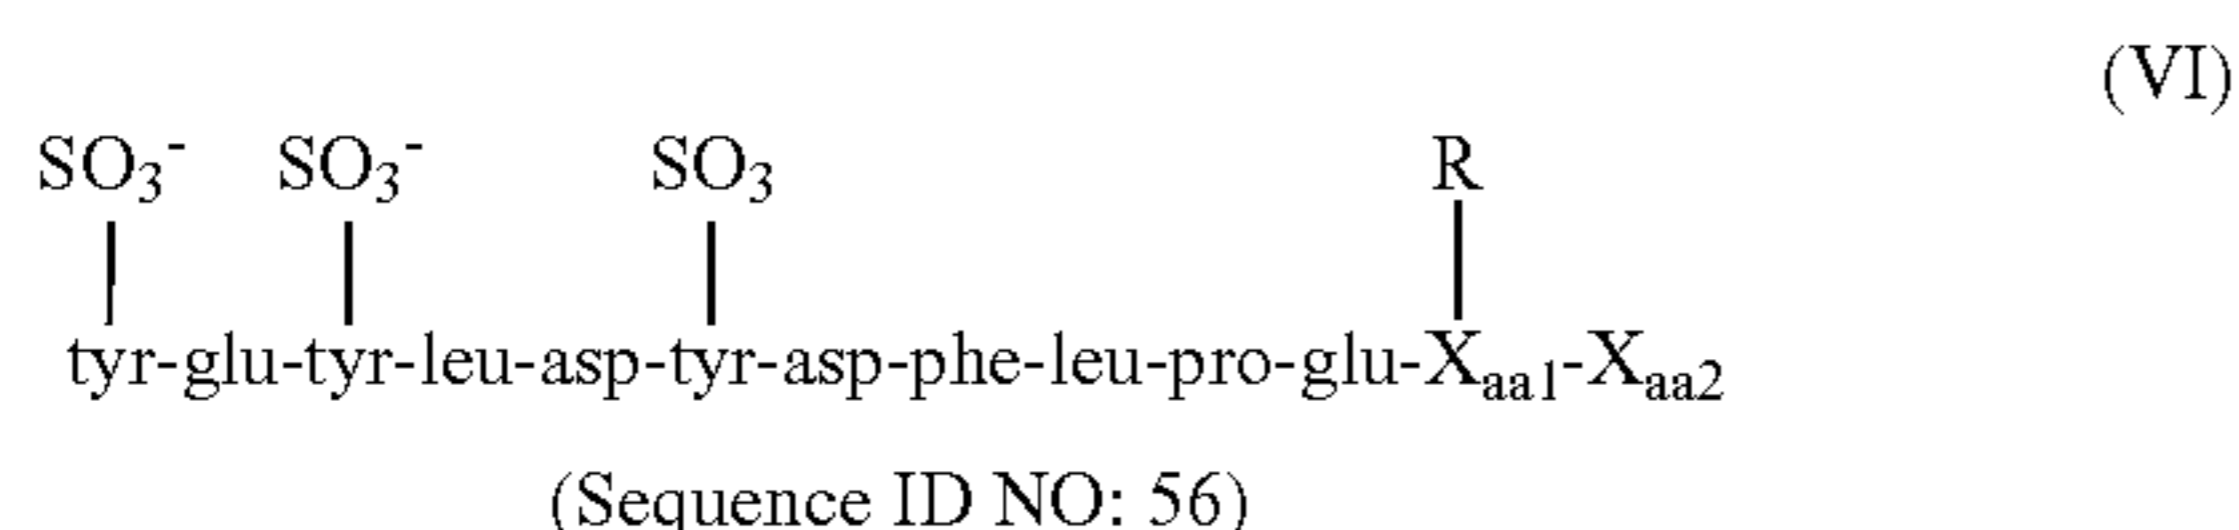 (VI)
SO₃⁻ SO₃⁻ SO₃ R
tyr-glu-tyr-leu-asp-tyr-asp-phe-leu-pro-glu-Xaa1-Xaa2
(Sequence ID NO: 56)